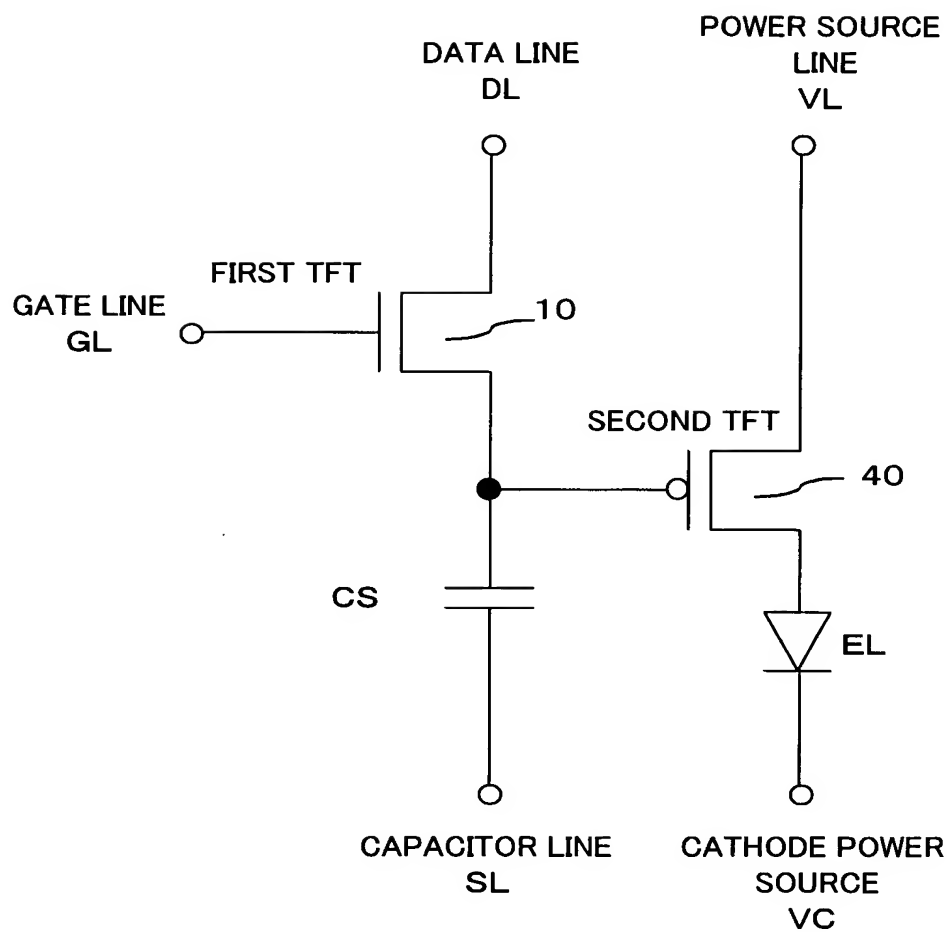 POWER SOURCE
LINE
VL
DATA LINE
DL
FIRST TFT
10
GATE LINE
GL
SECOND TFT
40
CS
EL
CAPACITOR LINE
SL
CATHODE POWER
SOURCE
VC